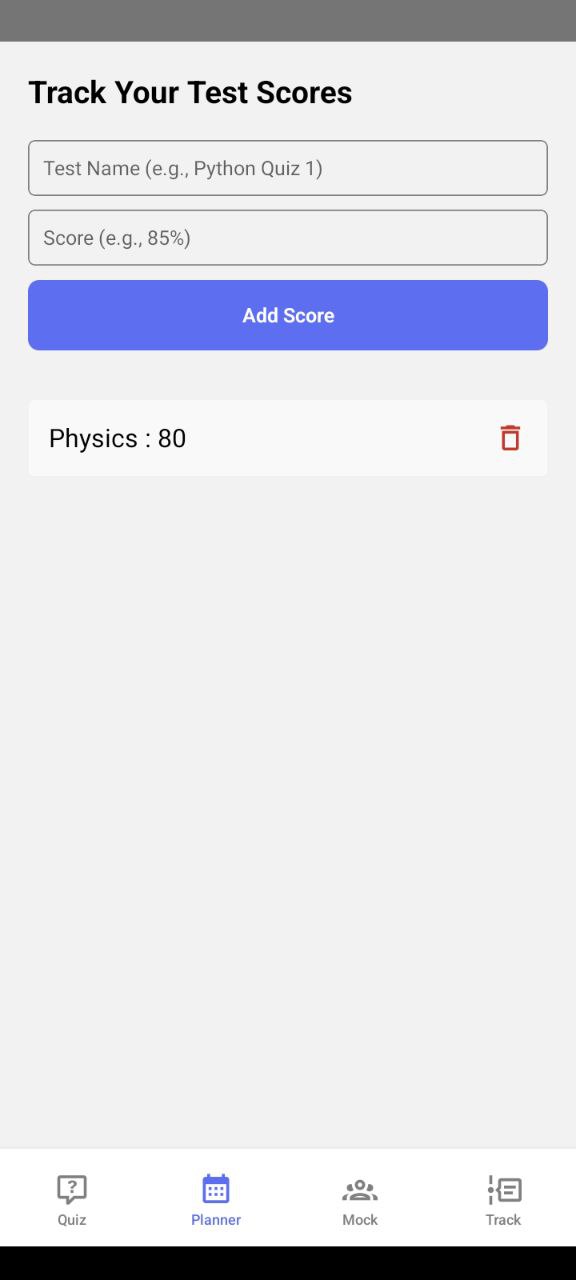 Track Your Test Scores
Test Name (e.g., Python Quiz 1)
Score (e.g., 85%)
Add Score
Physics : 80
Quiz
Planner
Mock
Track